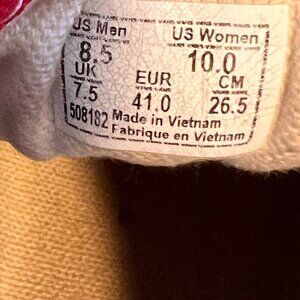 US Men US Women
8.5 10.0
UK EUR CM
7.5 41.0 26.5
508182 Made in Vietnam
Fabrique en Vietnam